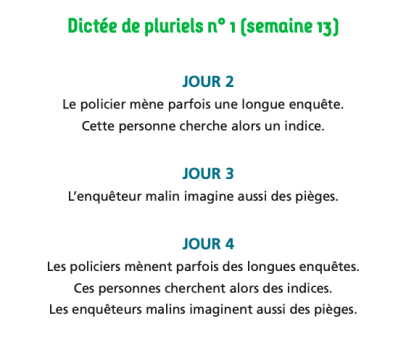 Dictée de pluriels n° 1 (semaine 13)
JOUR 2
Le policier mène parfois une longue enquête.
Cette personne cherche alors un indice.
JOUR 3
L’enquêteur malin imagine aussi des pièges.
JOUR 4
Les policiers mènent parfois des longues enquêtes.
Ces personnes cherchent alors des indices.
Les enquêteurs malins imaginent aussi des pièges.